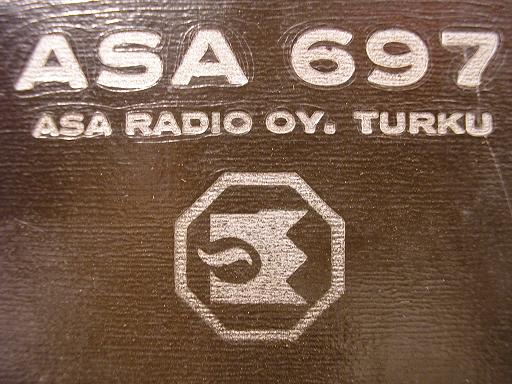 ASA 697
ASA RADIO OY. TURKU